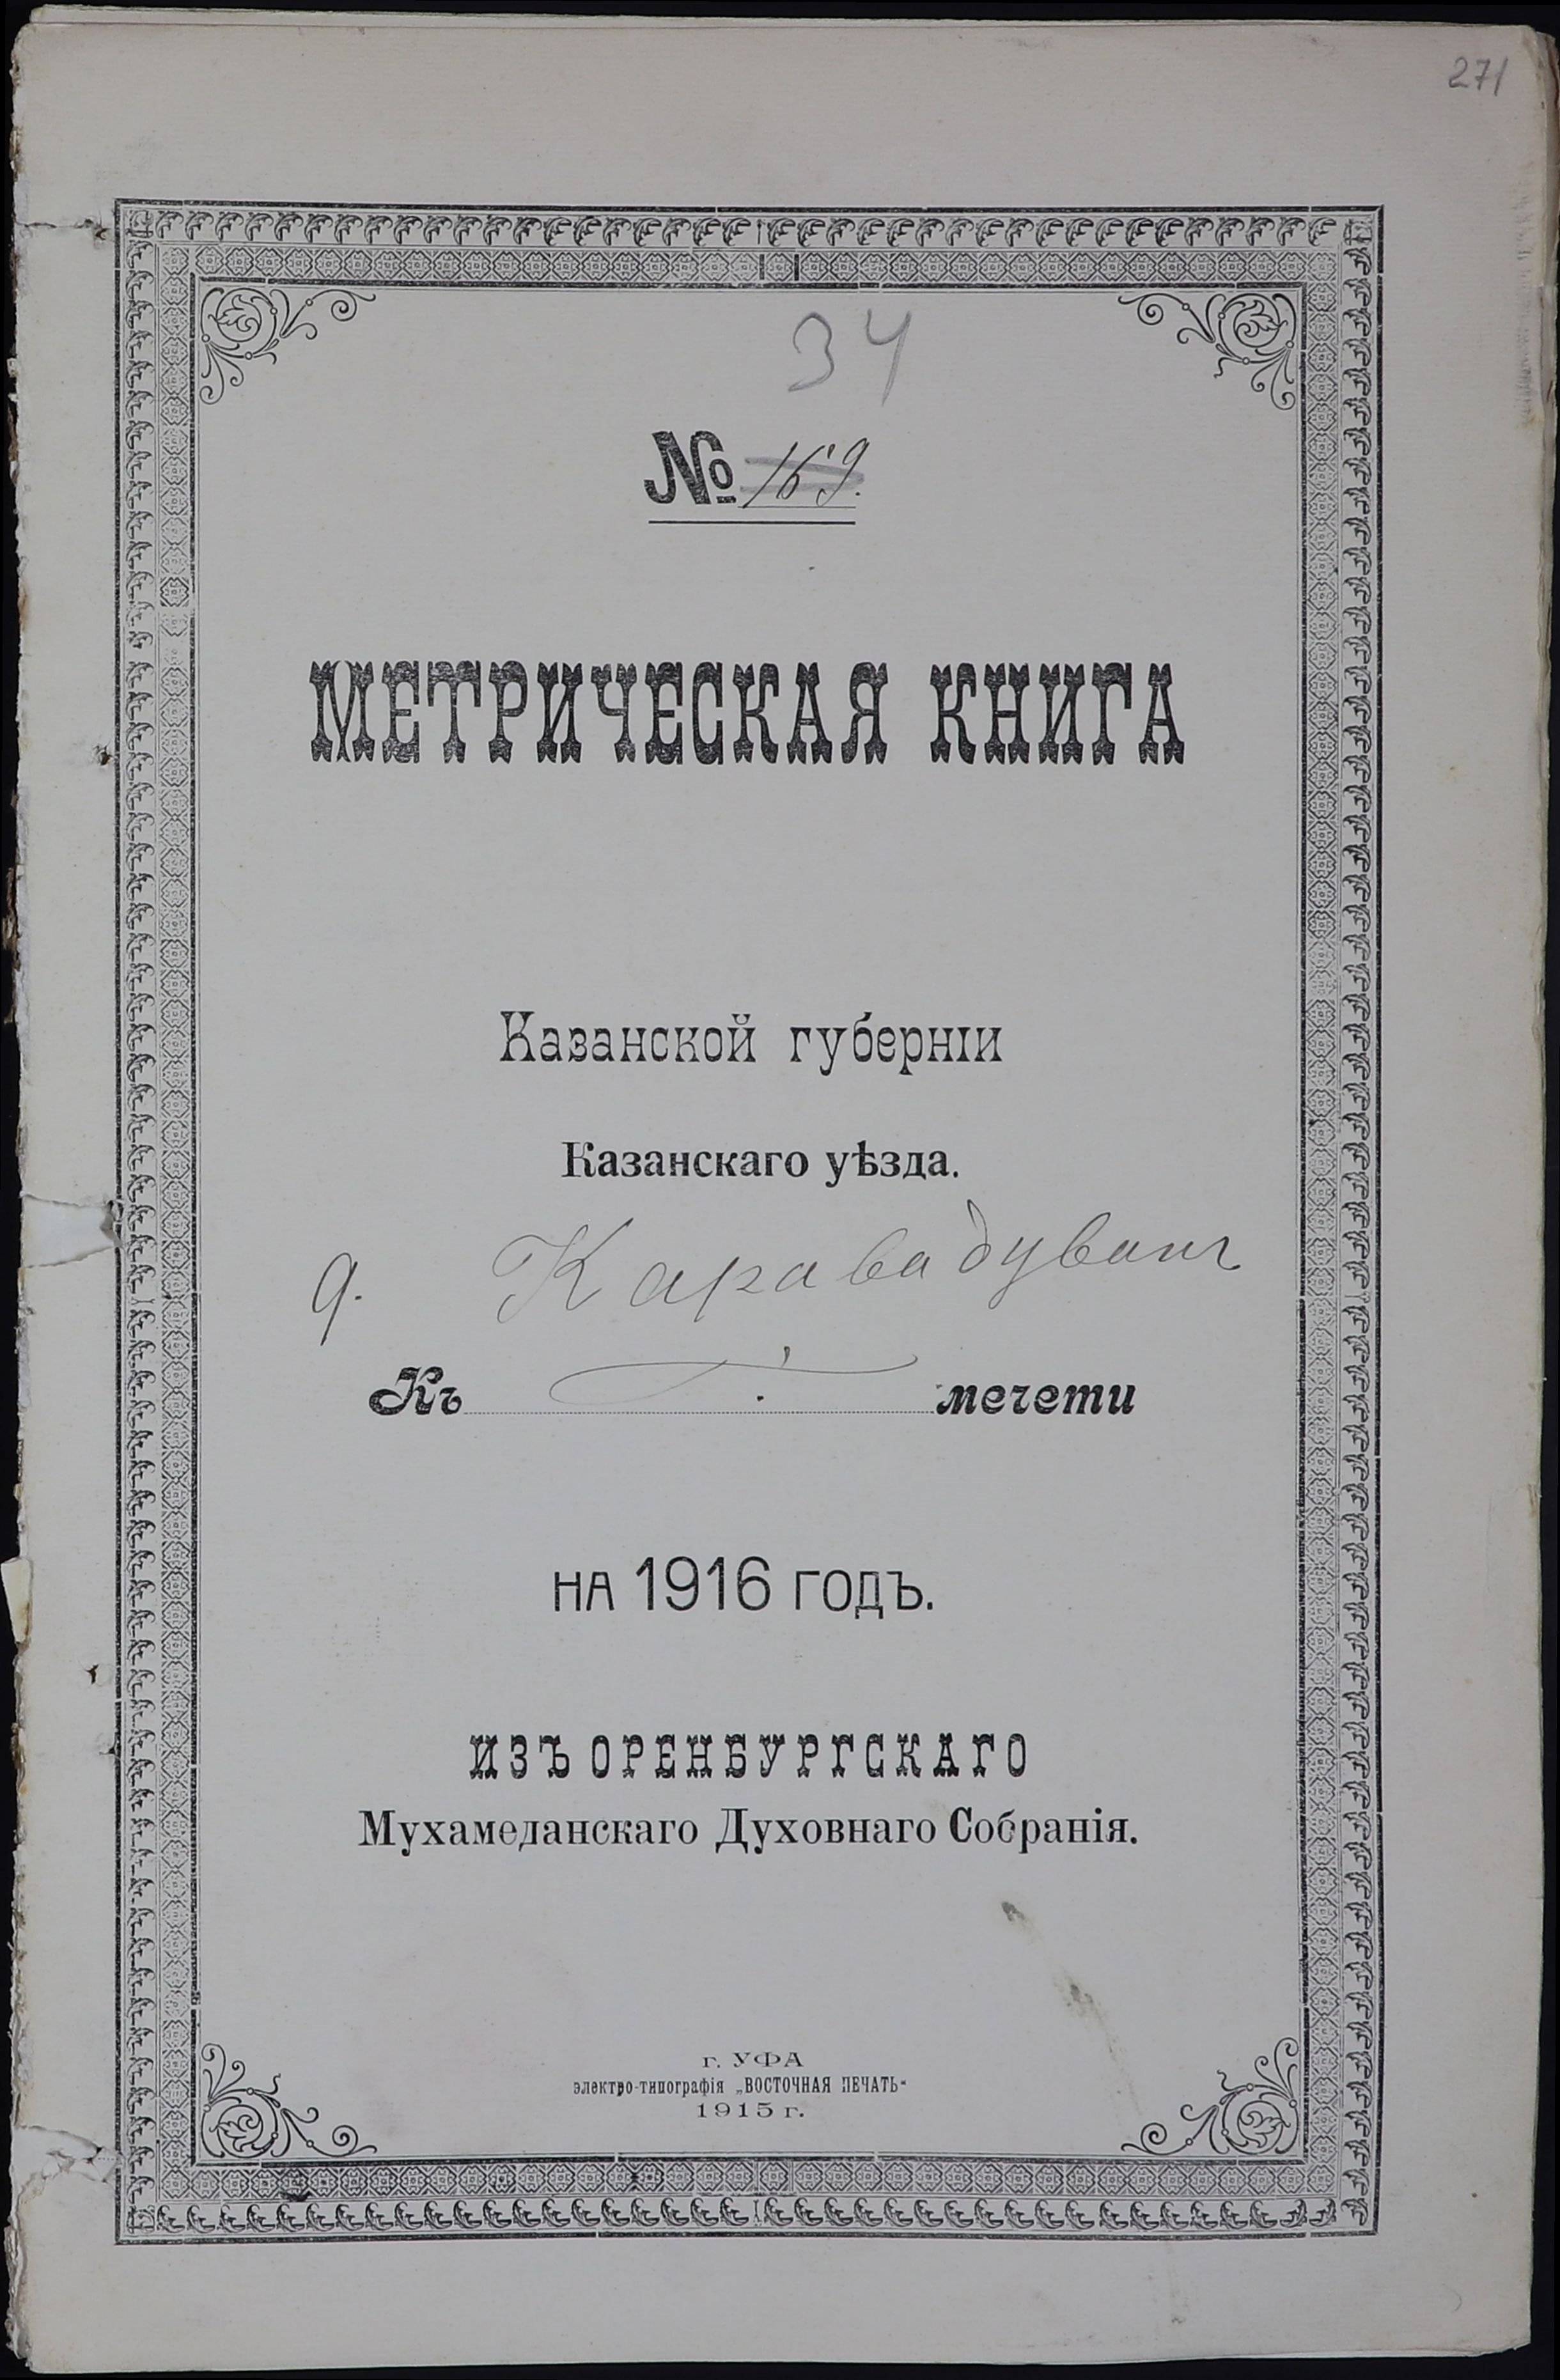 271
34
№ 169.
МЕТРИЧЕСКАЯ КНИГА
Казанской губернiи
Казанскаго уѣзда.
д. Каравадуванъ
Къ мечети
НА 1916 ГОДЪ.
ИЗЪ ОРЕНБУРГСКАГО
Мухамеданскаго Духовнаго Собранiя.
г. УФА
электро-типографiя „ВОСТОЧНАЯ ПЕЧАТЬ“
1915 г.